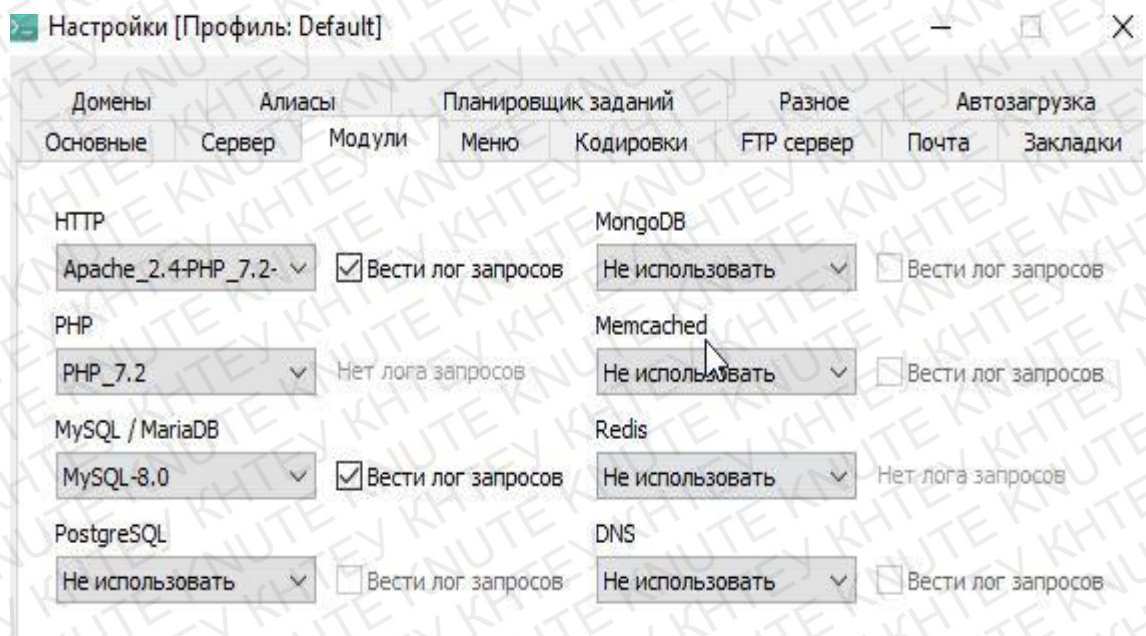 Настройки [Профиль: Default]
Домены Алиасы Планировщик заданий Разное Автозагрузка
Основные Сервер Модули Меню Кодировки FTP сервер Почта Закладки
HTTP MongoDB
Apache_2.4-PHP_7.2- Вести лог запросов Не использовать Вести лог запросов
PHP Memcached
PHP_7.2 Нет лога запросов Не использовать Вести лог запросов
MySQL / MariaDB Redis
MySQL-8.0 Вести лог запросов Не использовать Нет лога запросов
PostgreSQL DNS
Не использовать Вести лог запросов Не использовать Вести лог запросов